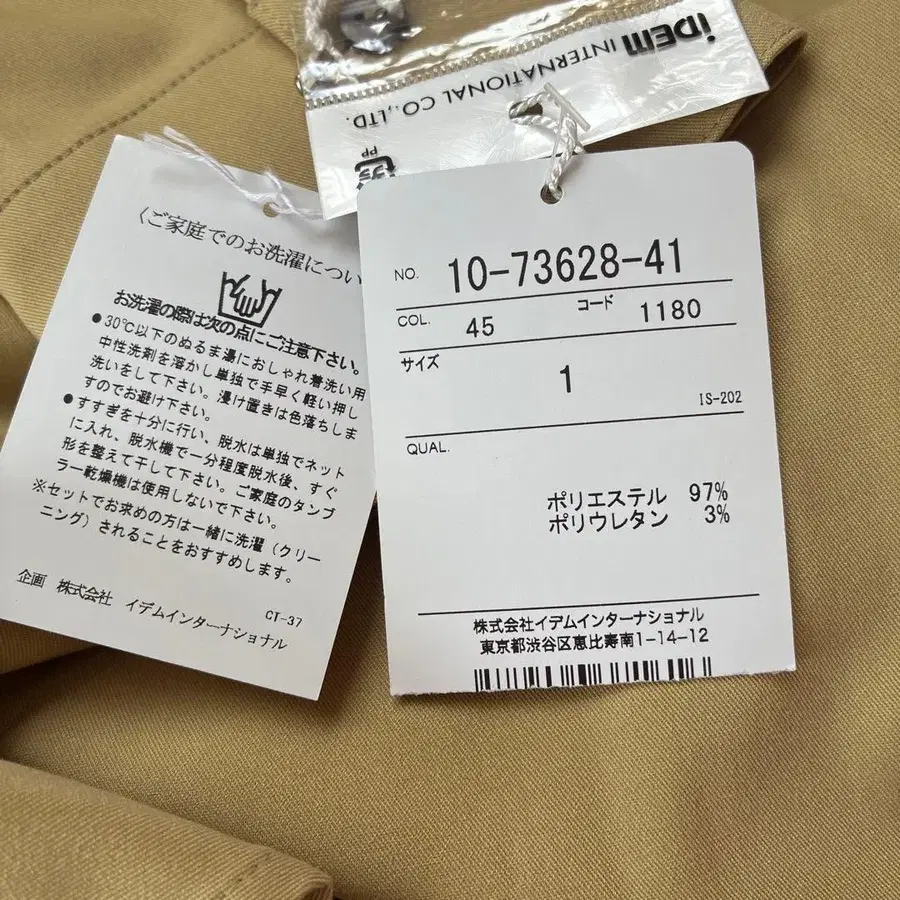 iDEM INTERNATIONAL CO.,LTD.
PP
〈ご家庭でのお洗濯につい
お洗濯の際は次の点にご注意下さい。
●30℃以下のぬるま湯におしゃれ着洗い用
中性洗剤を溶かし単独で手早く軽い押し
洗いをして下さい。浸け置きは色落ちしま
すのでお避け下さい。
●すすぎを十分に行い、脱水は単独でネット
に入れ、脱水機で一分程度脱水後、すぐ
形を整えて干して下さい。ご家庭のタンブ
ラー乾燥機は使用しないで下さい。
※セットでお求めの方は一緒に洗濯（クリー
ニング）されることをおすすめします。
CT-37
企画 株式会社 イデムインターナショナル
NO. 10-73628-41
COL. 45 コード 1180
サイズ
1
IS-202
QUAL.
ポリエステル 97%
ポリウレタン 3%
株式会社イデムインターナショナル
東京都渋谷区恵比寿南1-14-12